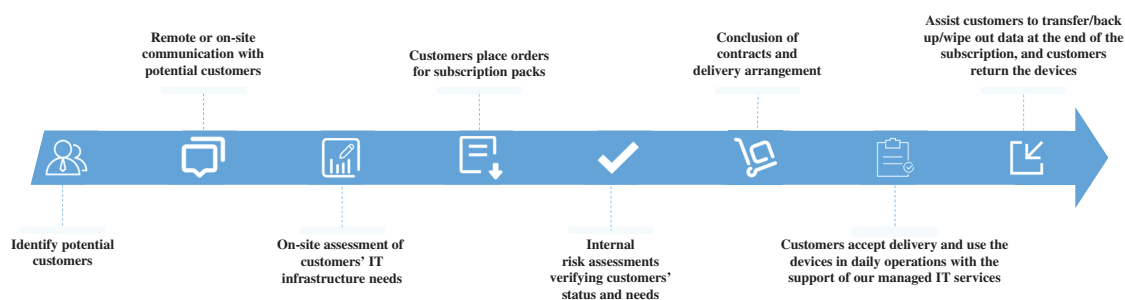 Identify potential
customers
Remote or on-site
communication with
potential customers
On-site assessment of
customers' IT
infrastructure needs
Customers place orders
for subscription packs
Internal
risk assessments
verifying customers'
status and needs
Conclusion of
contracts and
delivery arrangement
Customers accept delivery and use the
devices in daily operations with the
support of our managed IT services
Assist customers to transfer/back
up/wipe out data at the end of the
subscription, and customers
return the devices